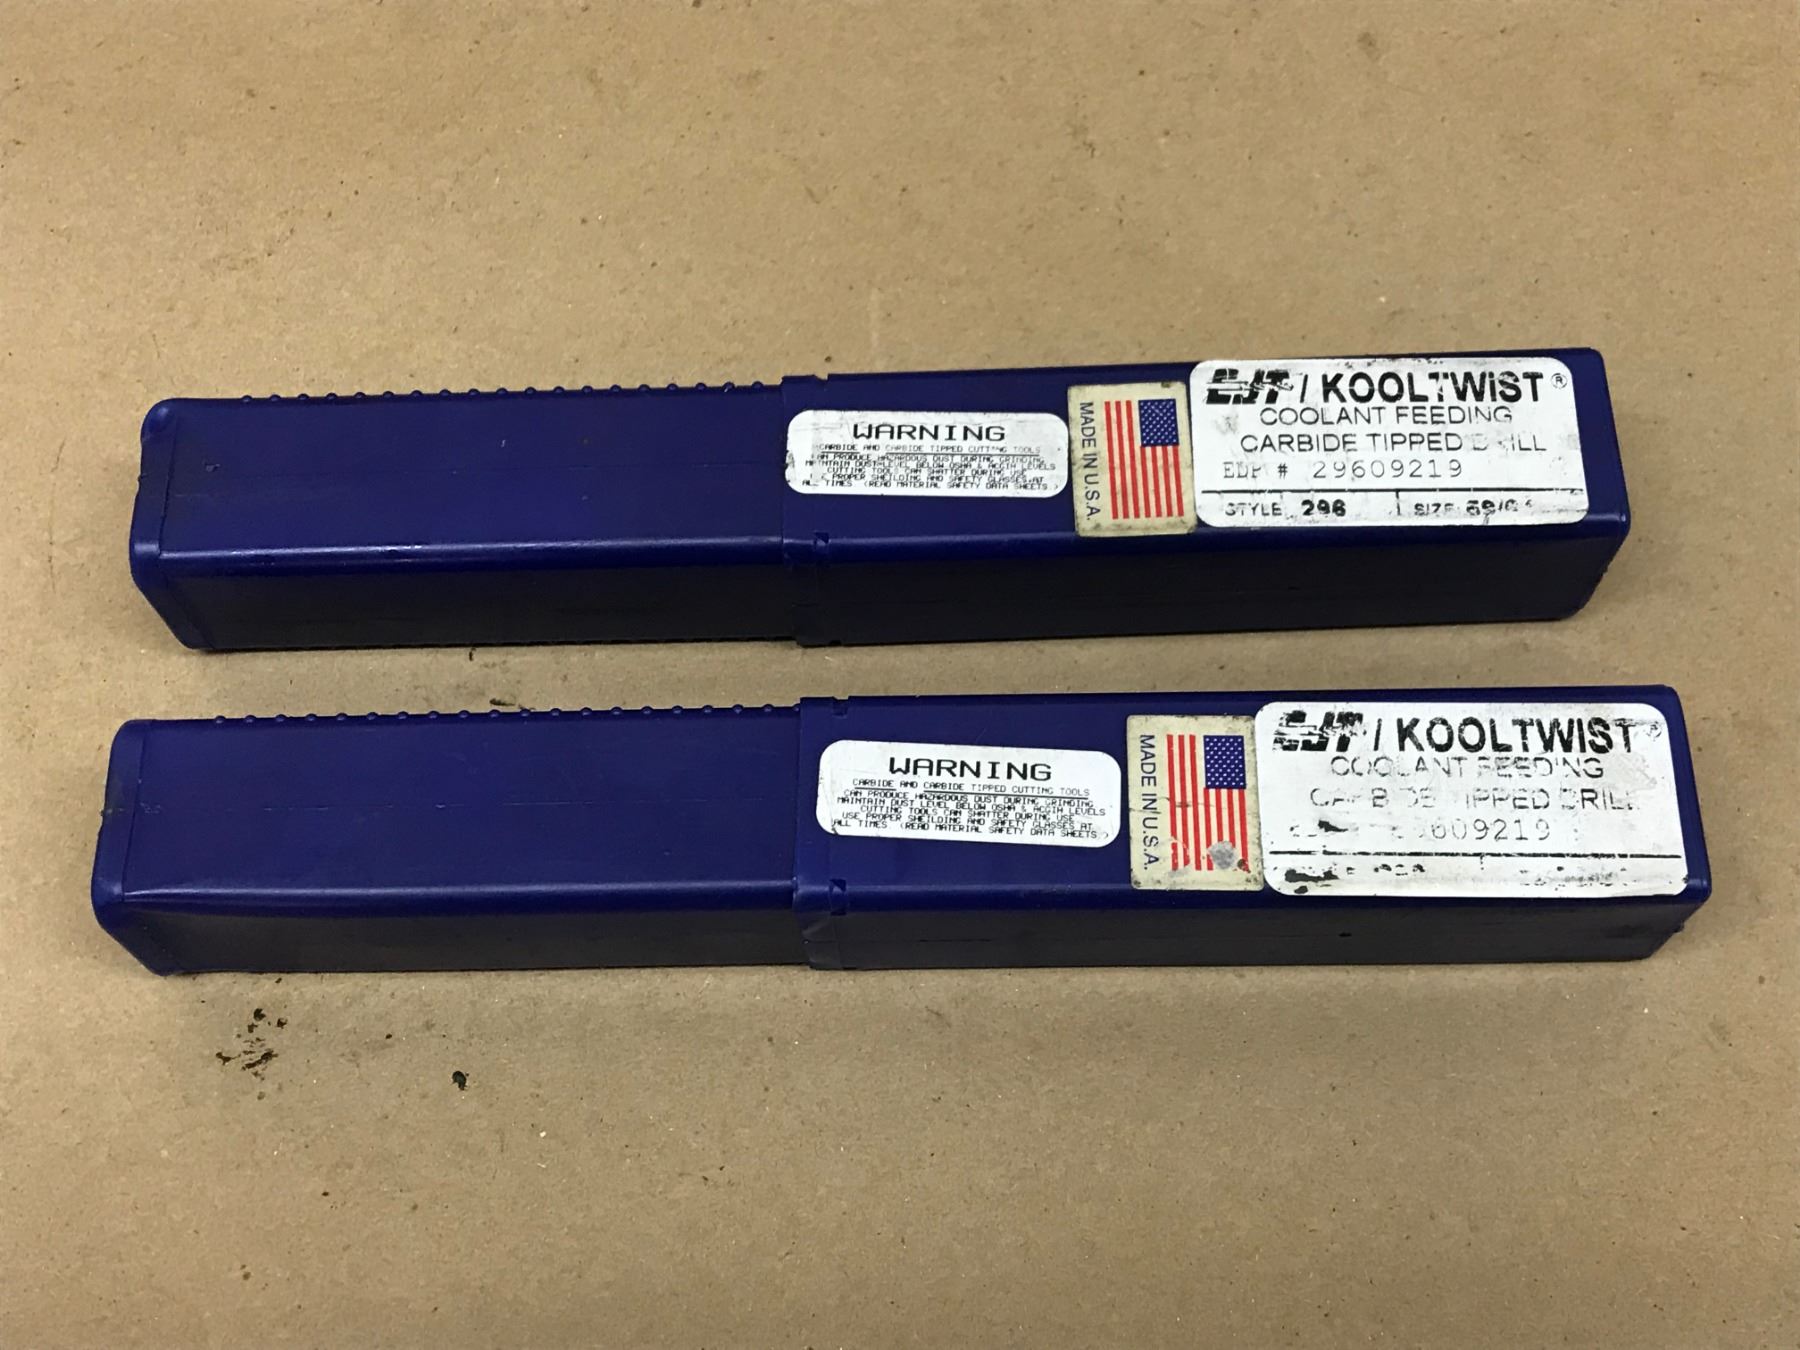 WARNING
CARBIDE AND CARBIDE TIPPED CUTTING TOOLS
CAN PRODUCE HAZARDOUS DUST DURING GRINDING
MAINTAIN DUST LEVEL BELOW OSHA & ACGIH LEVELS
CUTTING TOOLS CAN SHATTER DURING USE
PROPER SHEILDING AND SAFETY GLASSES AT
ALL TIMES. (READ MATERIAL SAFETY DATA SHEETS.)
MADE IN U.S.A.
CJT / KOOLTWIST®
COOLANT FEEDING
CARBIDE TIPPED DRILL
EDP # 29609219
STYLE 296 SIZE
WARNING
CARBIDE AND CARBIDE TIPPED CUTTING TOOLS
CAN PRODUCE HAZARDOUS DUST DURING GRINDING
MAINTAIN DUST LEVEL BELOW OSHA & ACGIH LEVELS
CUTTING TOOLS CAN SHATTER DURING USE
USE PROPER SHEILDING AND SAFETY GLASSES AT
ALL TIMES. (READ MATERIAL SAFETY DATA SHEETS.)
MADE IN U.S.A.
CJT / KOOLTWIST®
COOLANT FEEDING
CARBIDE TIPPED DRILL